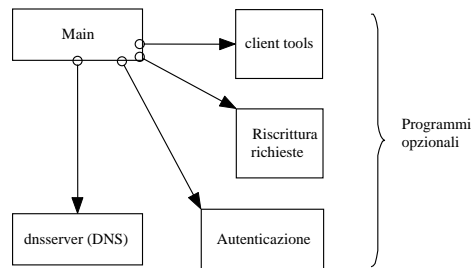 Main
client tools
Riscrittura
richieste
Programmi
opzionali
dnsserver (DNS)
Autenticazione